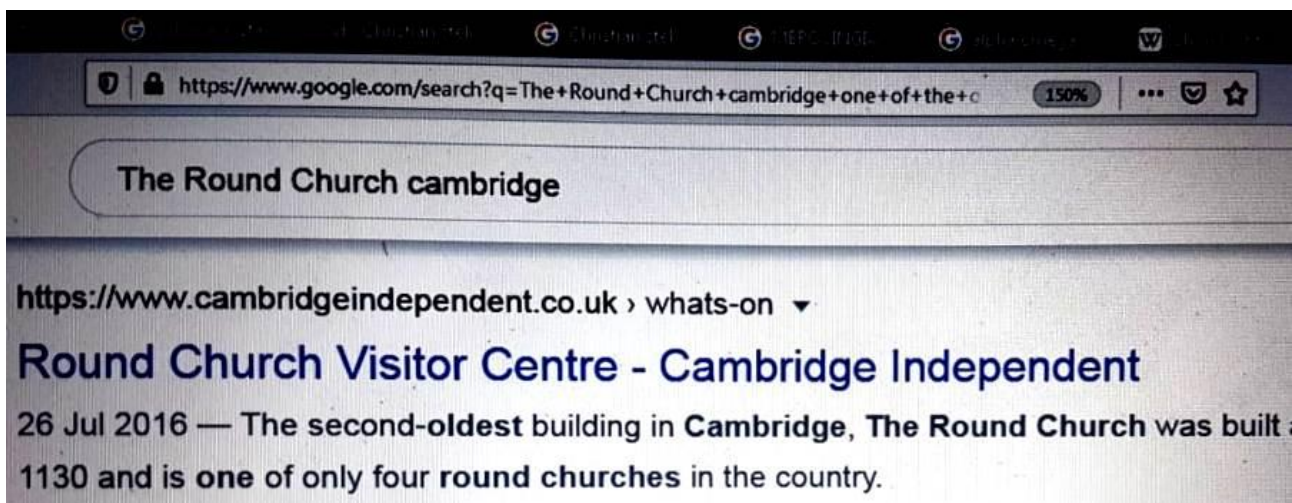 https://www.google.com/search?q=The+Round+Church+cambridge+one+of+the+c 150%
The Round Church cambridge
https://www.cambridgeindependent.co.uk › whats-on
Round Church Visitor Centre - Cambridge Independent
26 Jul 2016 — The second-oldest building in Cambridge, The Round Church was built
1130 and is one of only four round churches in the country.